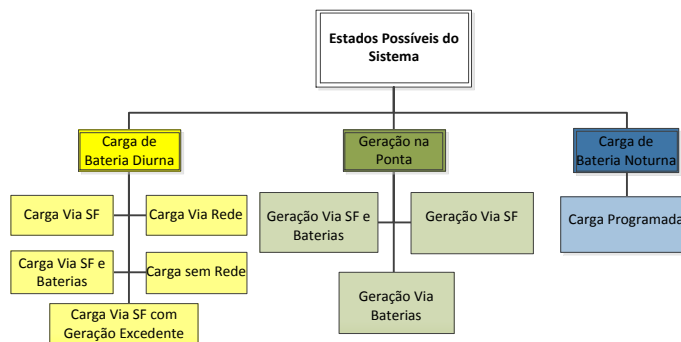 Estados Possíveis do
Sistema
Carga de
Bateria Diurna
Geração na
Ponta
Carga de
Bateria Noturna
Carga Via SF
Carga Via Rede
Geração Via SF e
Baterias
Geração Via SF
Carga Programada
Carga Via SF e
Baterias
Carga sem Rede
Geração Via
Baterias
Carga Via SF com
Geração Excedente